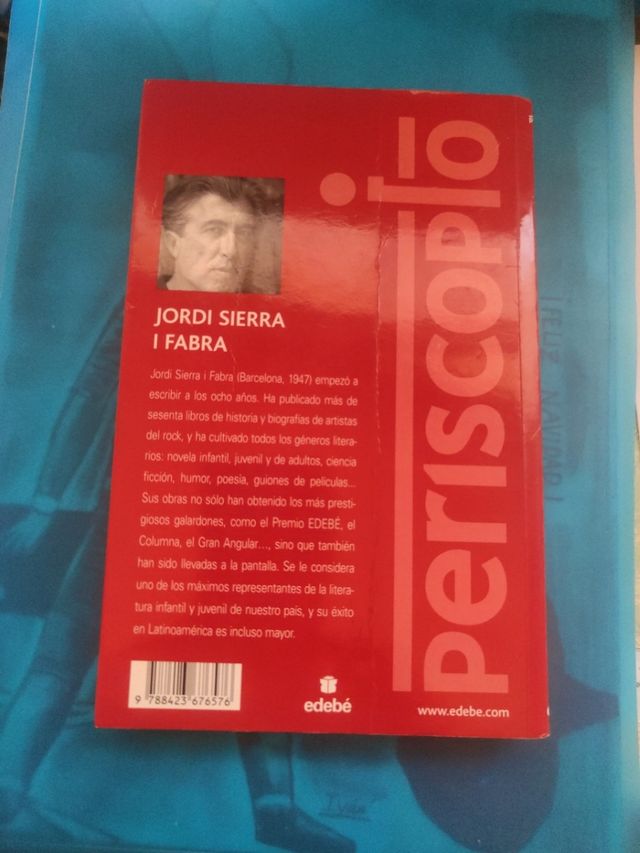 JORDI SIERRA
I FABRA
Jordi Sierra i Fabra (Barcelona, 1947) empezó a
escribir a los ocho años. Ha publicado más de
sesenta libros de historia y biografías de artistas
del rock, y ha cultivado todos los géneros litera-
rios: novela infantil, juvenil y de adultos, ciencia
ficción, humor, poesía, guiones de películas...
Sus obras no sólo han obtenido los más presti-
giosos galardones, como el Premio EDEBÉ, el
Columna, el Gran Angular..., sino que también
han sido llevadas a la pantalla. Se le considera
uno de los máximos representantes de la litera-
tura infantil y juvenil de nuestro país, y su éxito
en Latinoamérica es incluso mayor.
9 788423 676576
edebé
www.edebe.com
periscopio
¡FELIZ NAVIDAD!
Iván